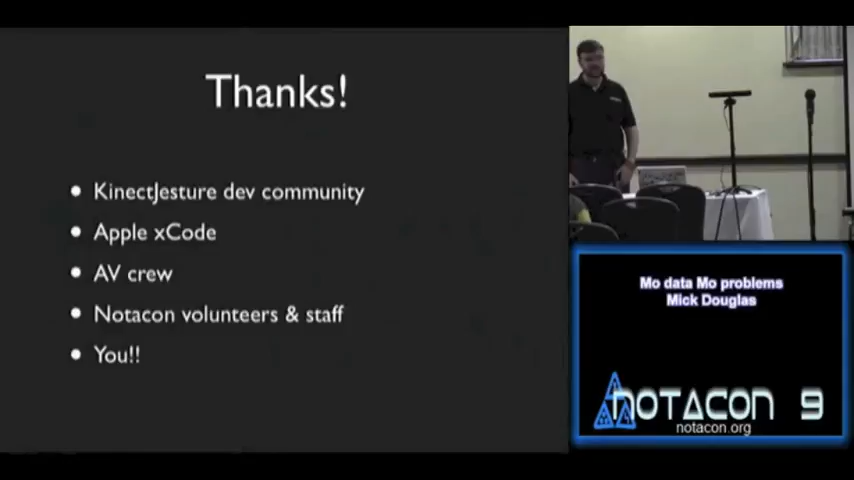 Thanks!
KinectJesture dev community
Apple xCode
AV crew
Notacon volunteers & staff
You!!
Mo data Mo problems
Mick Douglas
NOTACON 9
notacon.org